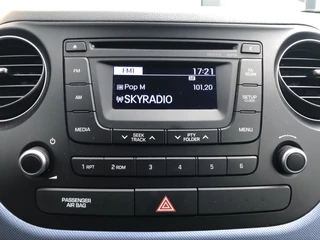 FM1 17:21
Pop M 101,20
SKYRADIO
FM
AM
MEDIA
SEEK
TRACK
PTY
FOLDER
SETUP
MENU
1 RPT
2 RDM
3
4
5
6
PASSENGER
AIR BAG